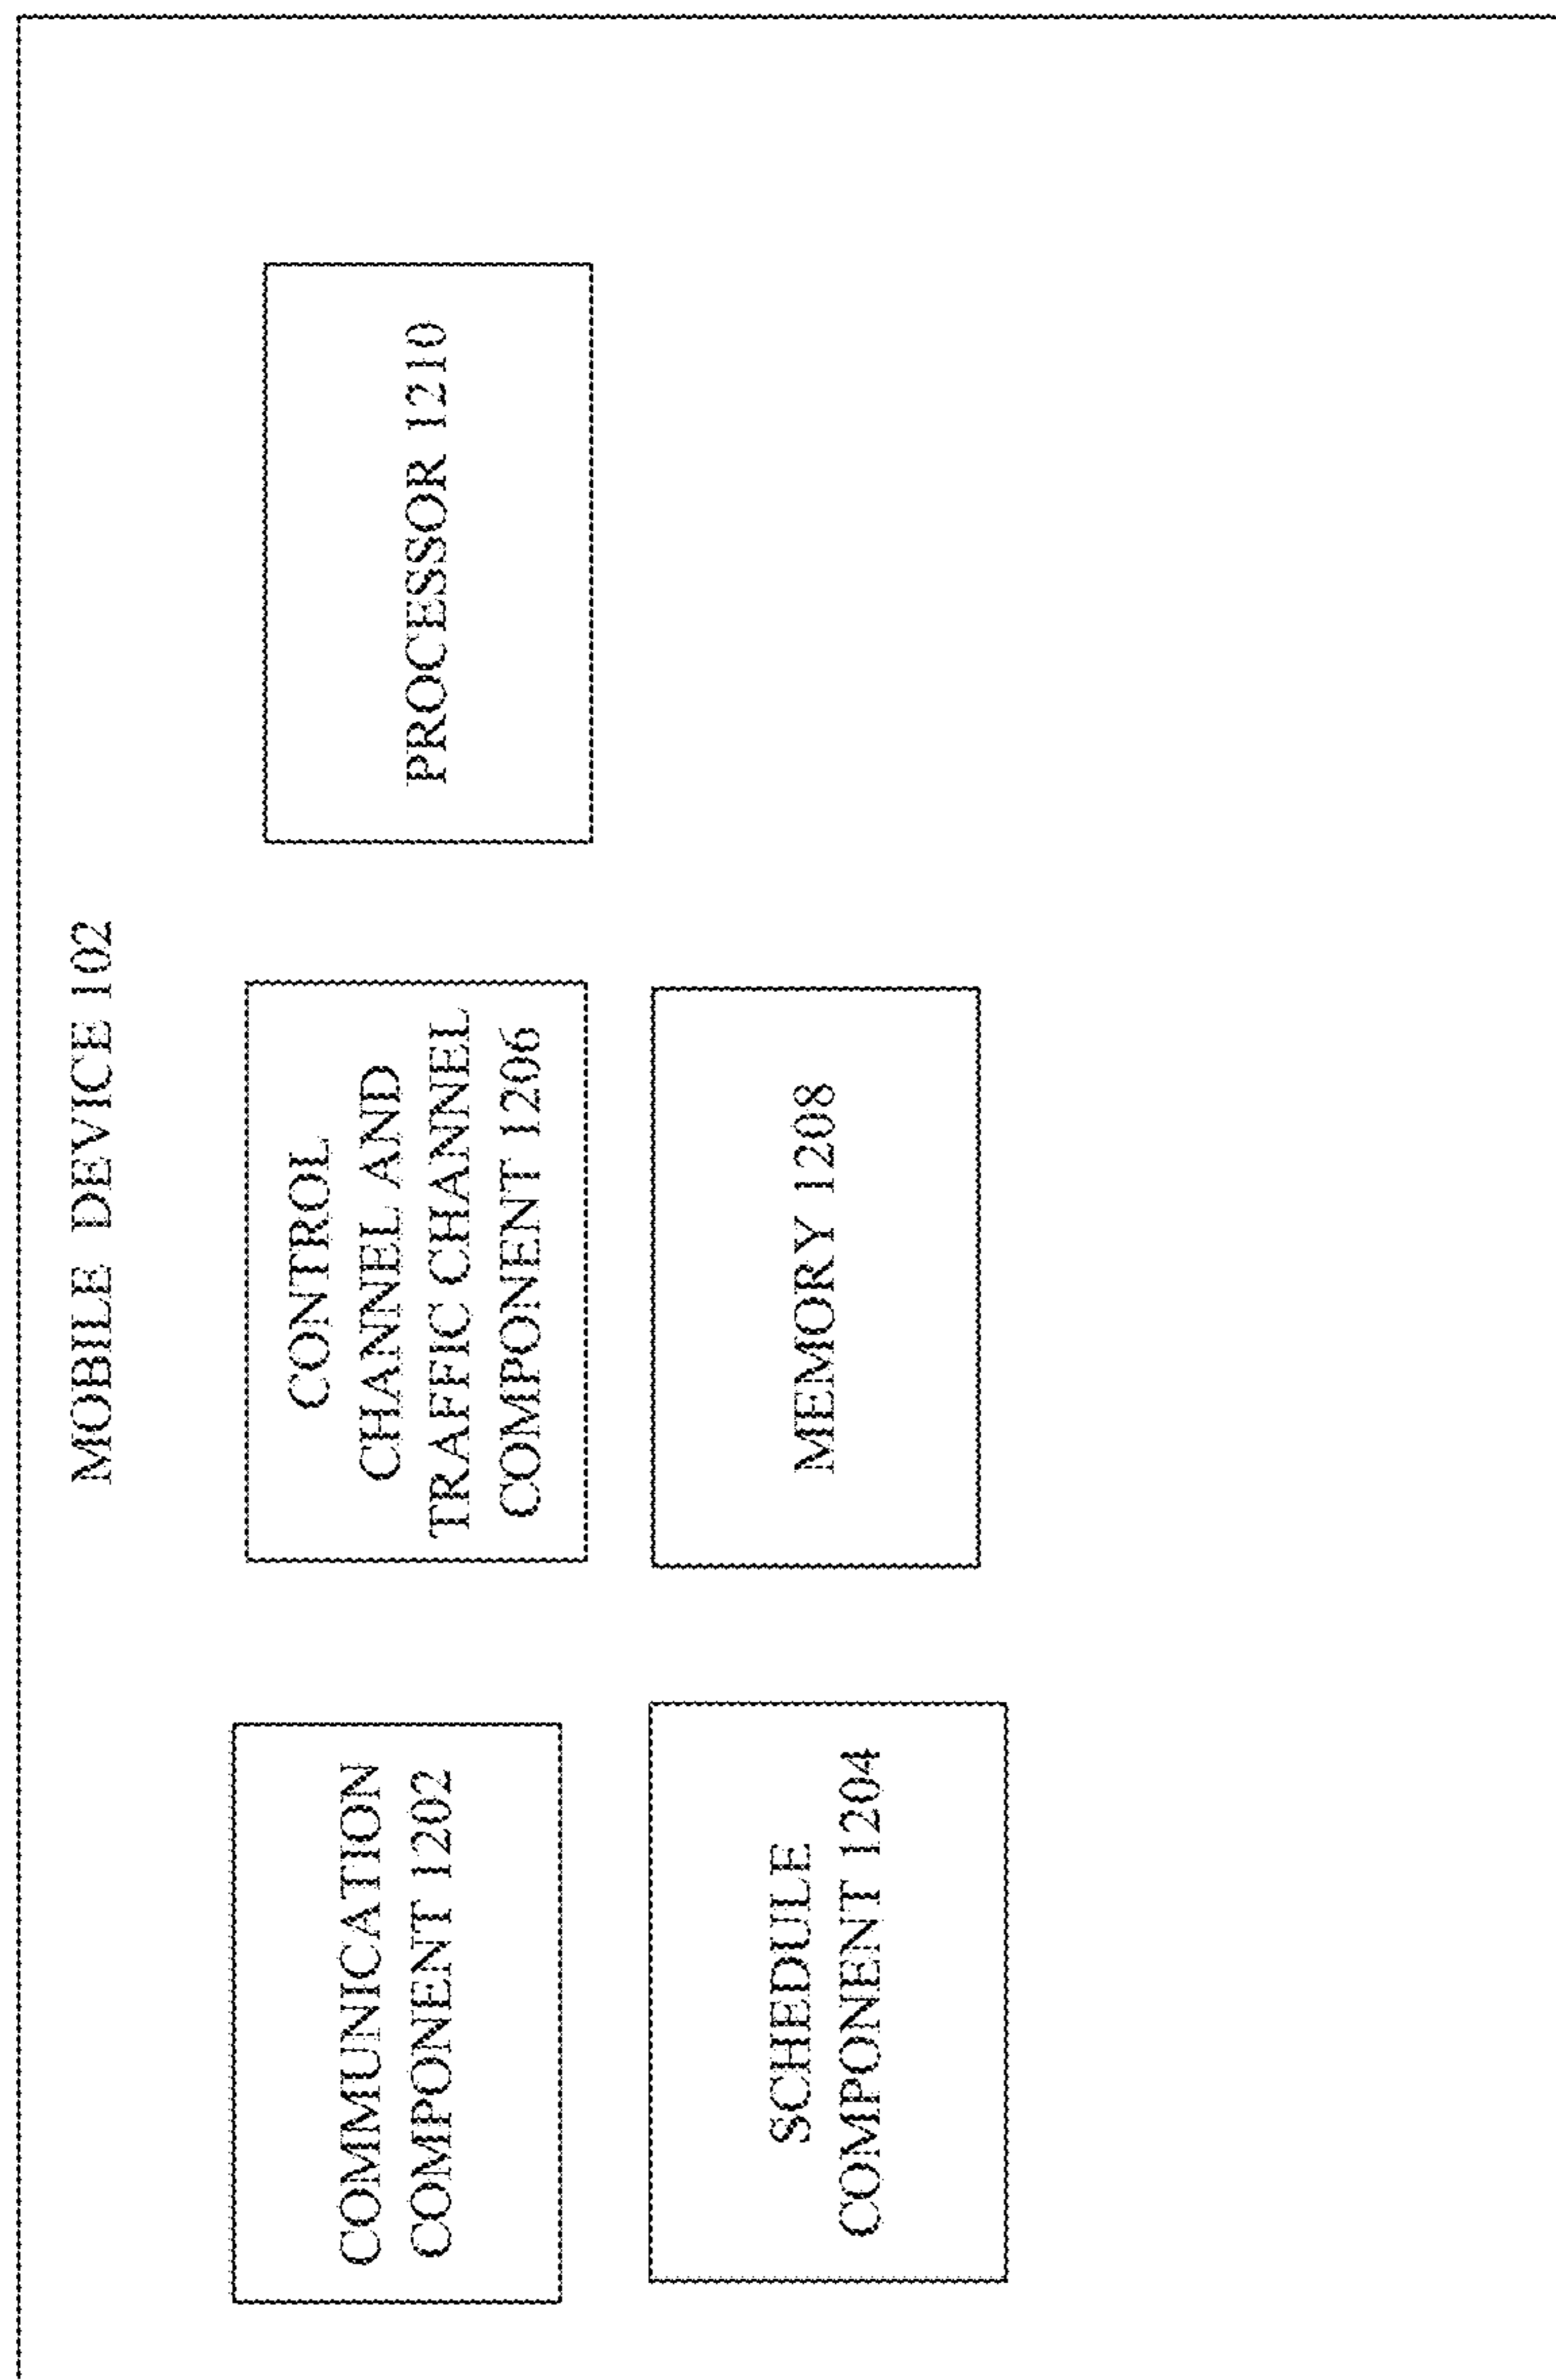 MOBILE DEVICE 102
COMMUNICATION
COMPONENT 1202
CONTROL
CHANNEL AND
TRAFFIC CHANNEL
COMPONENT 1206
PROCESSOR 1210
SCHEDULE
COMPONENT 1204
MEMORY 1208